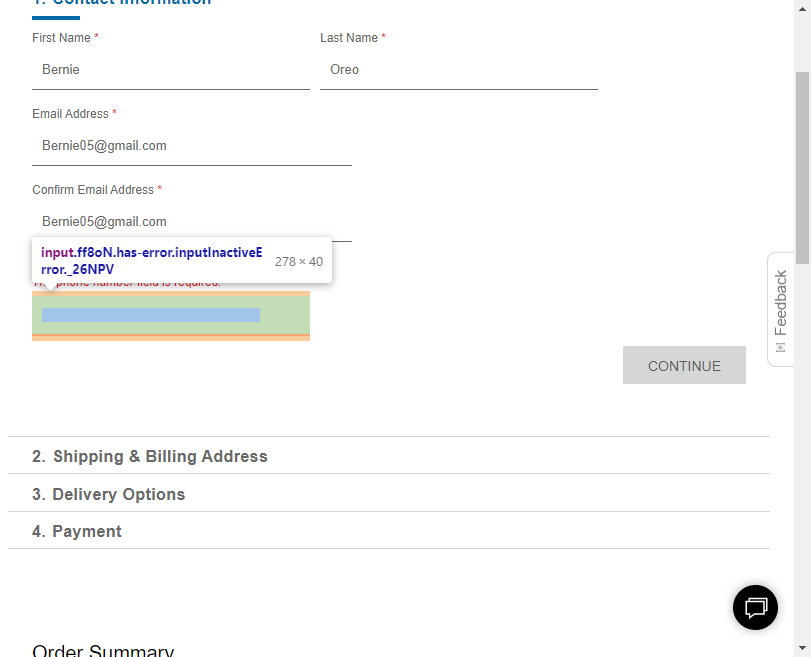 1. Contact Information
First Name *
Last Name *
Bernie
Oreo
Email Address *
Bernie05@gmail.com
Confirm Email Address *
Bernie05@gmail.com
input.ff8oN.has-error.inputInactiveE
rror._26NPV
278 × 40
phone number field is required.
Feedback
CONTINUE
2. Shipping & Billing Address
3. Delivery Options
4. Payment
Order Summary